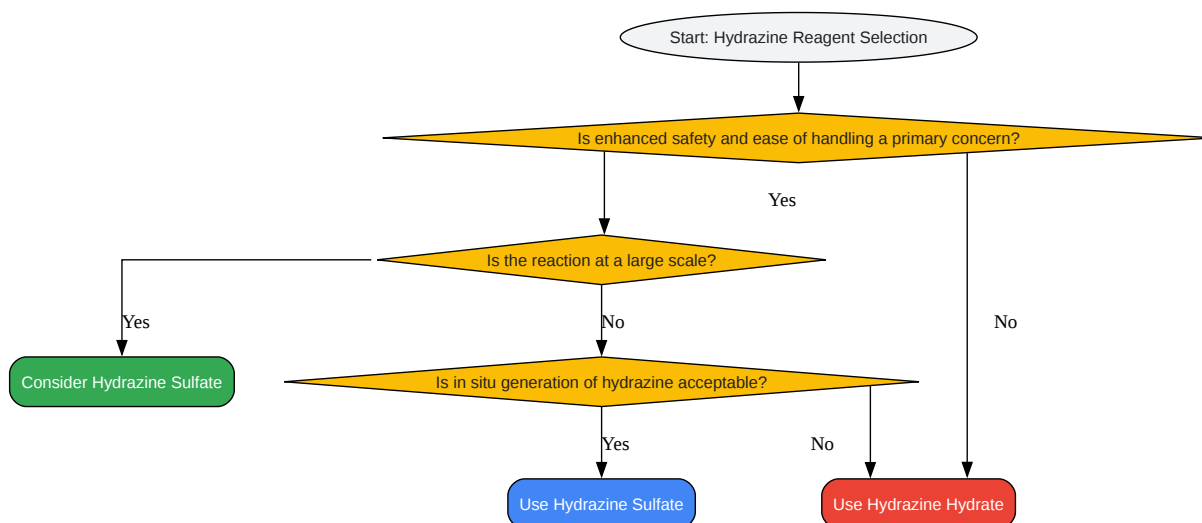 Start: Hydrazine Reagent Selection
Is enhanced safety and ease of handling a primary concern?
Yes
Is the reaction at a large scale?
Yes
No
No
Consider Hydrazine Sulfate
Is in situ generation of hydrazine acceptable?
Yes
No
Use Hydrazine Sulfate
Use Hydrazine Hydrate